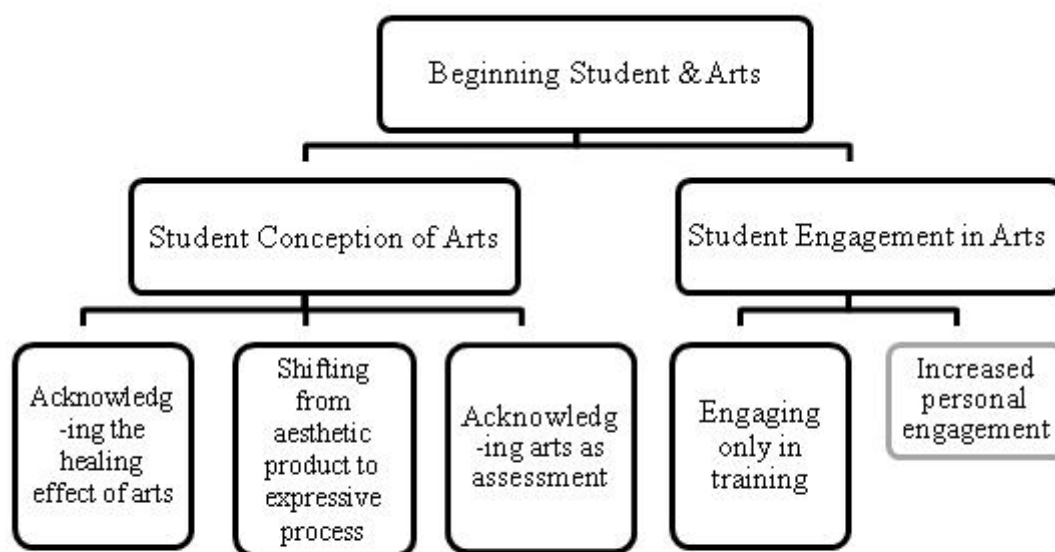 Beginning Student & Arts
Student Conception of Arts
Student Engagement in Arts
Acknowledg
-ing the
healing
effect of arts
Shifting
from
aesthetic
product to
expressive
process
Acknowledg
-ing arts as
assessment
Engaging
only in
training
Increased
personal
engagement